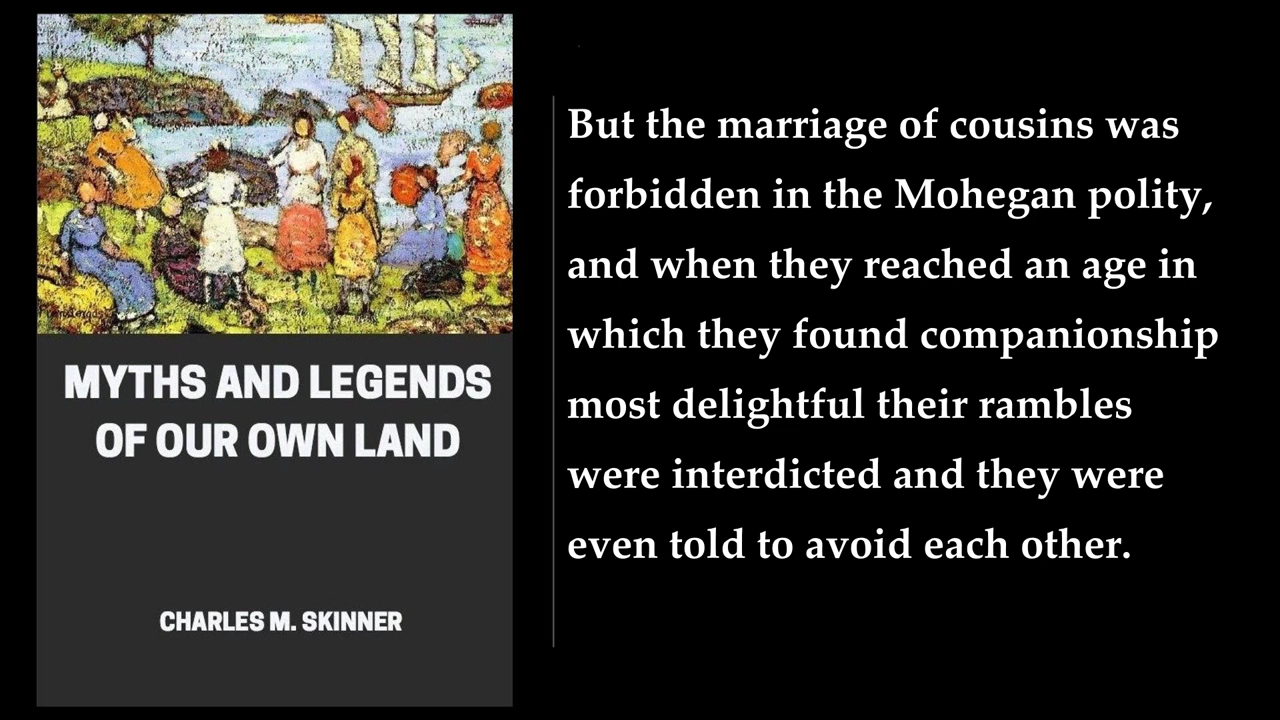 MYTHS AND LEGENDS
OF OUR OWN LAND
CHARLES M. SKINNER
But the marriage of cousins was
forbidden in the Mohegan polity,
and when they reached an age in
which they found companionship
most delightful their rambles
were interdicted and they were
even told to avoid each other.